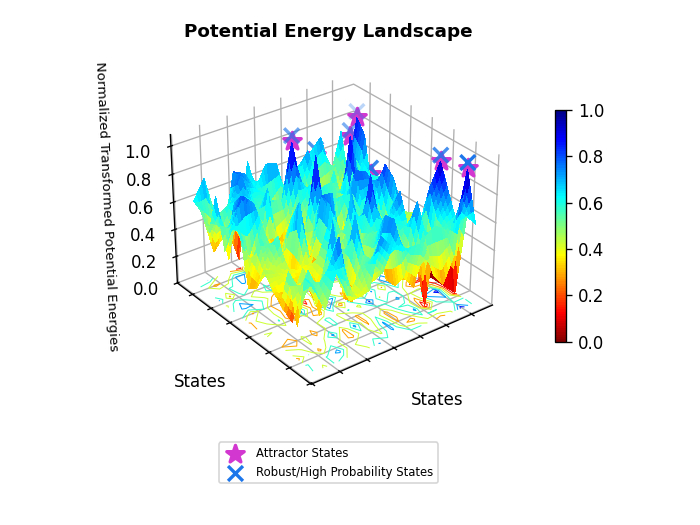 Potential Energy Landscape
Normalized Transformed Potential Energies
1.0
0.8
0.6
0.4
0.2
0.0
States
States
1.0
0.8
0.6
0.4
0.2
0.0
Attractor States
Robust/High Probability States